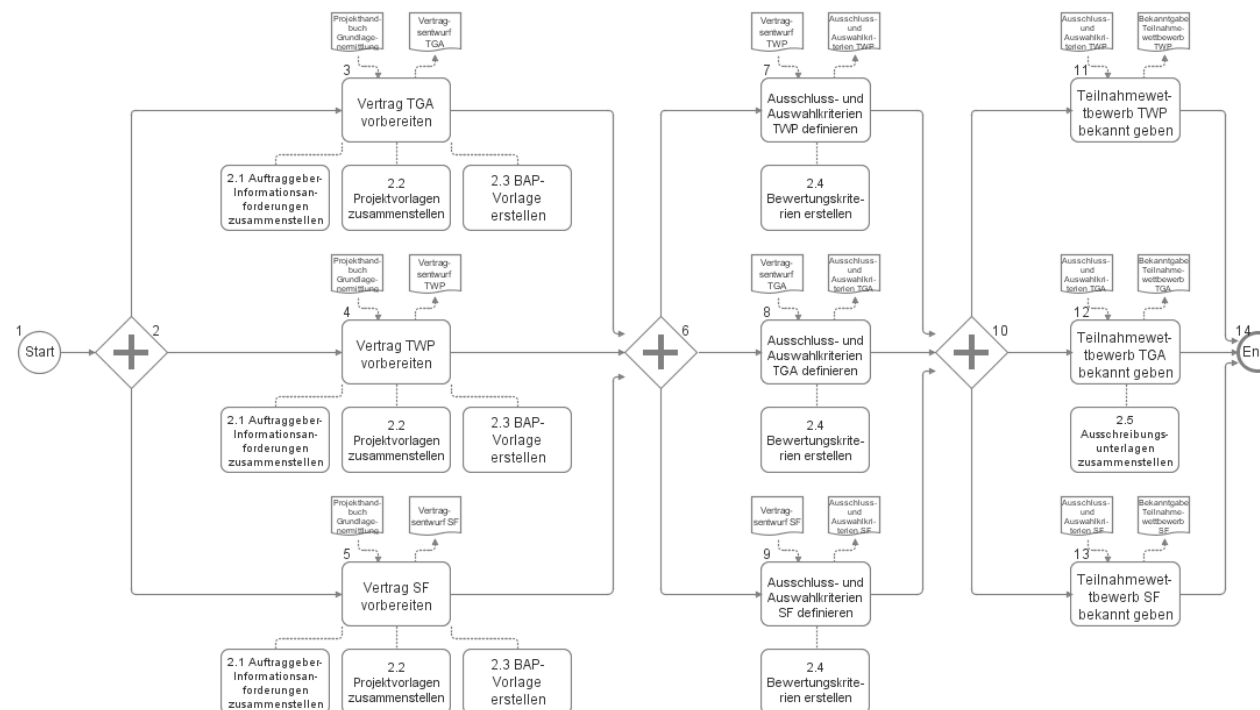 Projekthand-
buch
Grundlage-
nermittlung
Vertrag-
sentwurf
TGA
3
Vertrag TGA
vorbereiten
2.1 Auftraggeber-
Informationsan-
forderungen
zusammenstellen
2.2
Projektvorlagen
zusammenstellen
2.3 BAP-
Vorlage
erstellen
Vertrag-
sentwurf
TWP
Ausschluss-
und
Auswahlkri-
terien TWP
7
Ausschluss- und
Auswahlkriterien
TWP definieren
2.4
Bewertungskrite-
rien erstellen
Ausschluss-
und
Auswahlkri-
terien TWP
Bekanntgabe
Teilnahme-
wettbewerb
TWP
11
Teilnahmewet-
tbewerb TWP
bekannt geben
1
Start
2
Projekthand-
buch
Grundlage-
nermittlung
Vertrag-
sentwurf
TWP
4
Vertrag TWP
vorbereiten
2.1 Auftraggeber-
Informationsan-
forderungen
zusammenstellen
2.2
Projektvorlagen
zusammenstellen
2.3 BAP-
Vorlage
erstellen
6
Vertrag-
sentwurf
TGA
Ausschluss-
und
Auswahlkri-
terien TGA
8
Ausschluss- und
Auswahlkriterien
TGA definieren
2.4
Bewertungskrite-
rien erstellen
10
Ausschluss-
und
Auswahlkri-
terien TGA
Bekanntgabe
Teilnahme-
wettbewerb
TGA
12
Teilnahmewet-
tbewerb TGA
bekannt geben
2.5
Ausschreibungs-
unterlagen
zusammenstellen
14
En
Projekthand-
buch
Grundlage-
nermittlung
Vertrag-
sentwurf SF
5
Vertrag SF
vorbereiten
2.1 Auftraggeber-
Informationsan-
forderungen
zusammenstellen
2.2
Projektvorlagen
zusammenstellen
2.3 BAP-
Vorlage
erstellen
Vertrag-
sentwurf SF
Ausschluss-
und
Auswahlkri-
terien SF
9
Ausschluss- und
Auswahlkriterien
SF definieren
2.4
Bewertungskrite-
rien erstellen
Ausschluss-
und
Auswahlkri-
terien SF
Bekanntgabe
Teilnahme-
wettbewerb
SF
13
Teilnahmewet-
tbewerb SF
bekannt geben